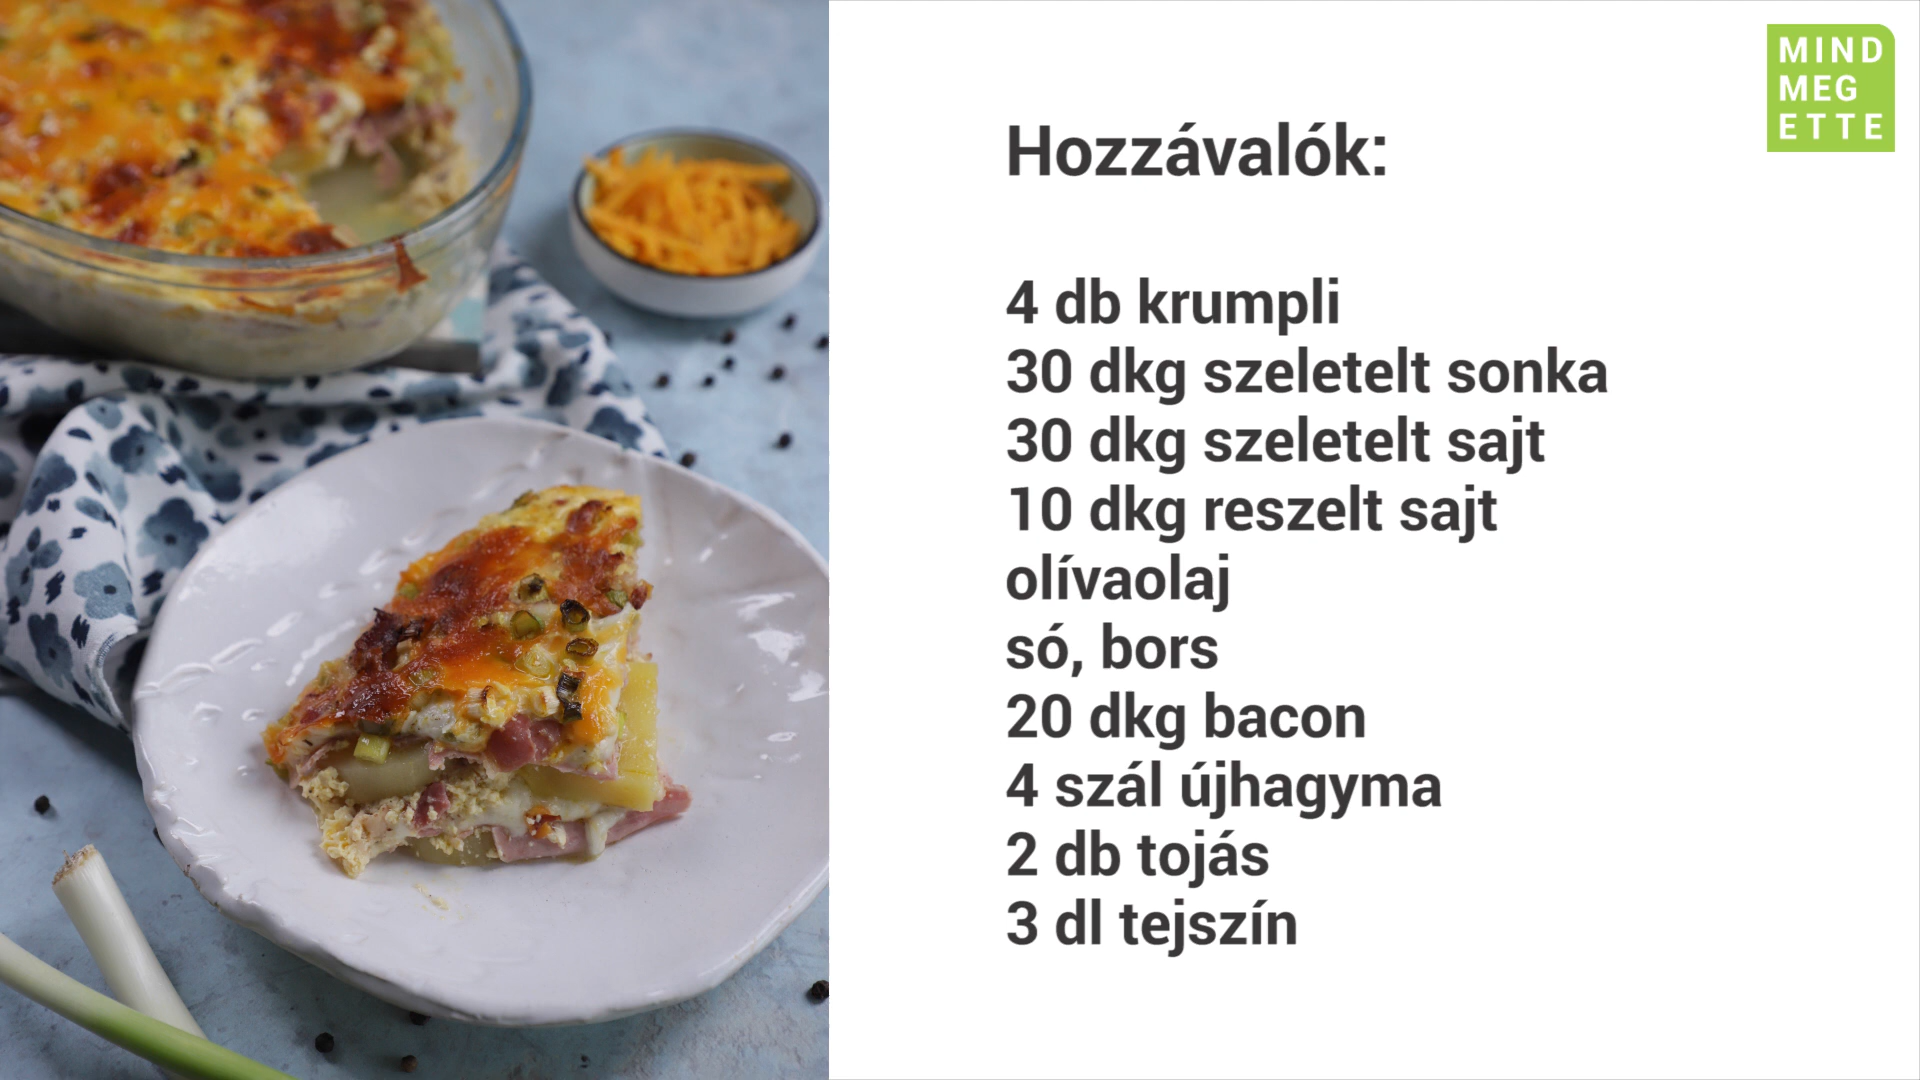 MIND
MEG
ETTE
Hozzávalók:
4 db krumpli
30 dkg szeletelt sonka
30 dkg szeletelt sajt
10 dkg reszelt sajt
olívaolaj
só, bors
20 dkg bacon
4 szál újhagyma
2 db tojás
3 dl tejszín